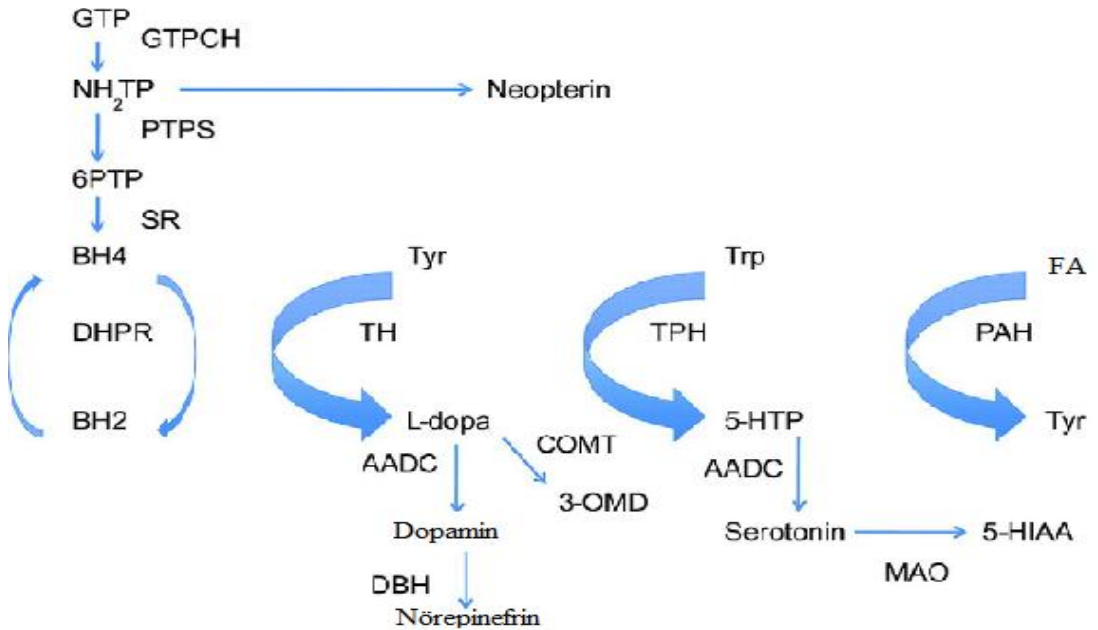 GTP
GTPCH
NH2TP
Neopterin
PTPS
6PTP
SR
BH4
Tyr
Trp
FA
DHPR
TH
TPH
PAH
BH2
L-dopa
5-HTP
Tyr
COMT
AADC
AADC
3-OMD
Dopamin
Serotonin
5-HIAA
MAO
DBH
Nörepinefrin